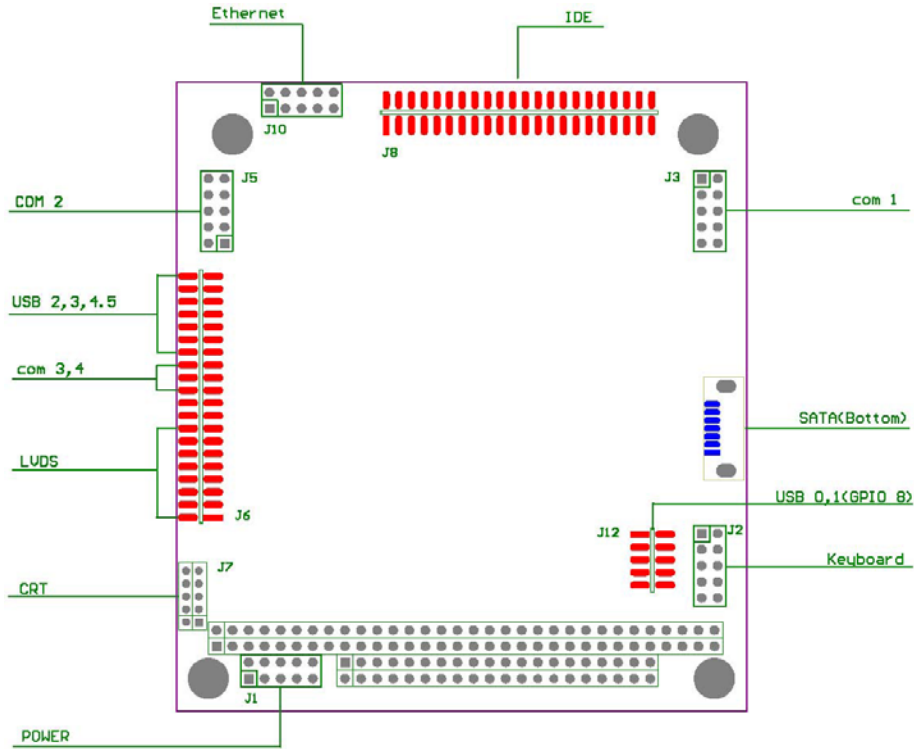 Ethernet
IDE
J10
J8
J5
J3
COM 2
com 1
USB 2,3,4.5
com 3,4
SATA(Bottom)
LVDS
USB 0,1(GPIO 8)
J6
J12
J2
Keyboard
J7
CRT
J1
POWER